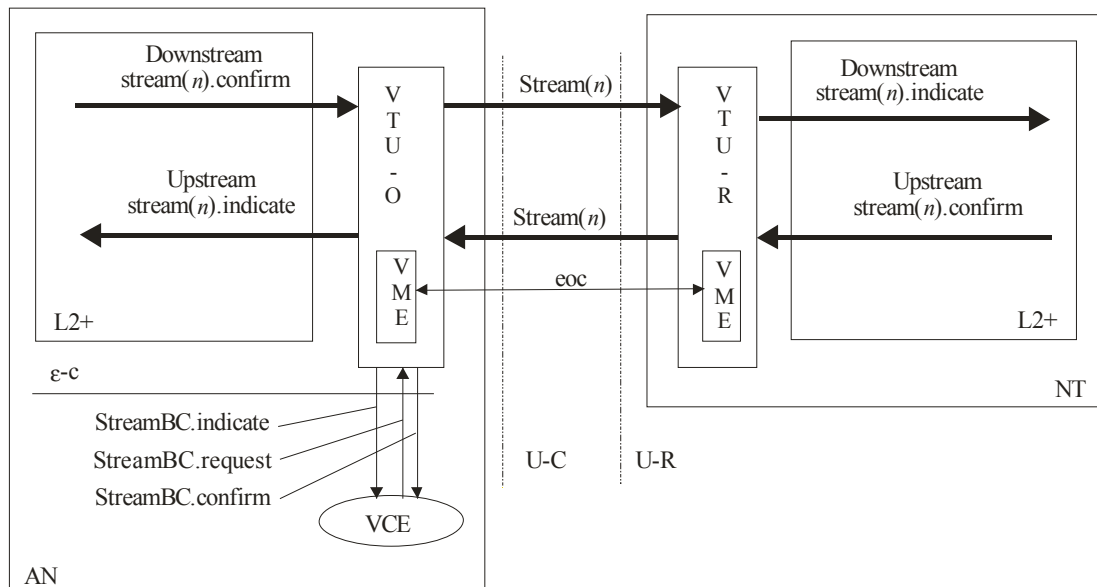 Downstream
stream(n).confirm
V
T
U
-
O
Stream(n)
V
T
U
-
R
Downstream
stream(n).indicate
Upstream
stream(n).indicate
Stream(n)
Upstream
stream(n).confirm
V
M
E
eoc
V
M
E
L2+
L2+
ε-c
NT
StreamBC.indicate
StreamBC.request
StreamBC.confirm
U-C
U-R
VCE
AN